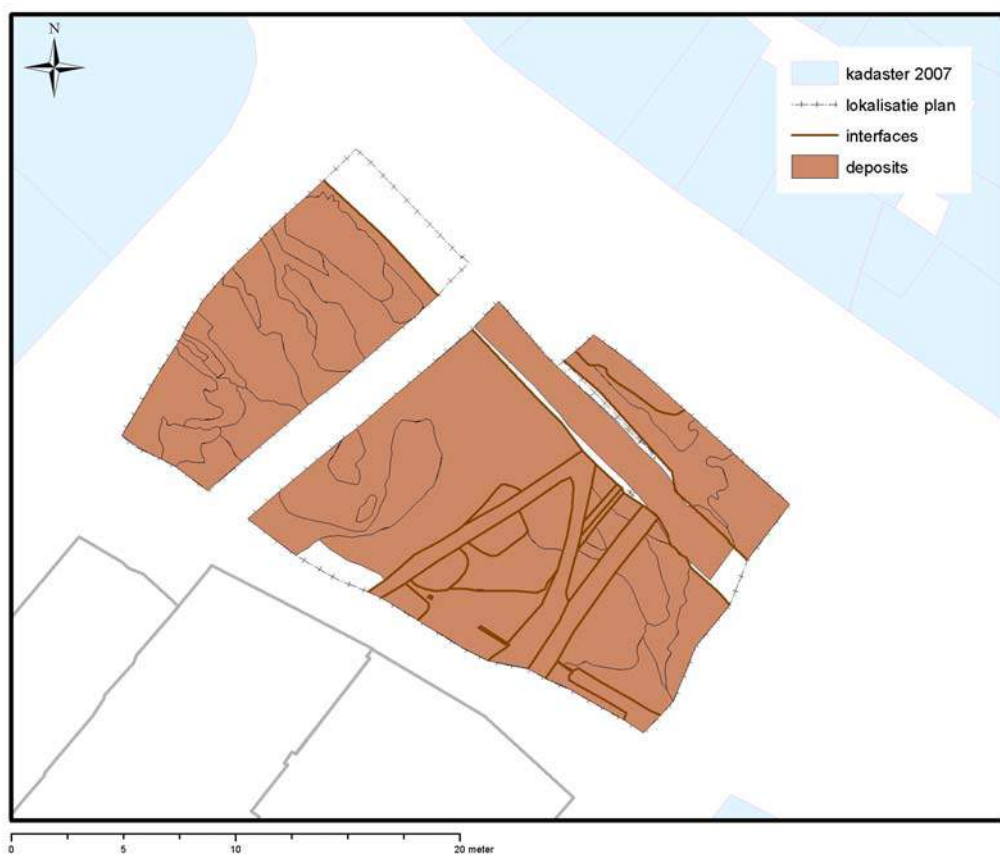 N
kadaster 2007
lokalisatie plan
interfaces
deposits
0 5 10 20 meter